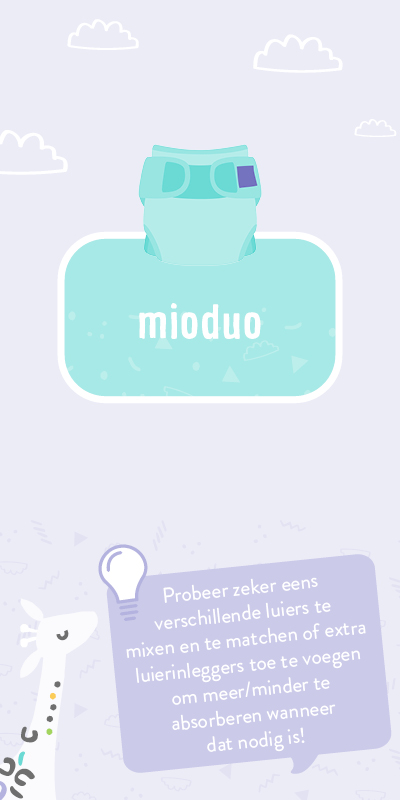 mioduo
Probeer zeker eens
verschillende luiers te
mixen en te matchen of extra
luierinleggers toe te voegen
om meer/minder te
absorberen wanneer
dat nodig is!